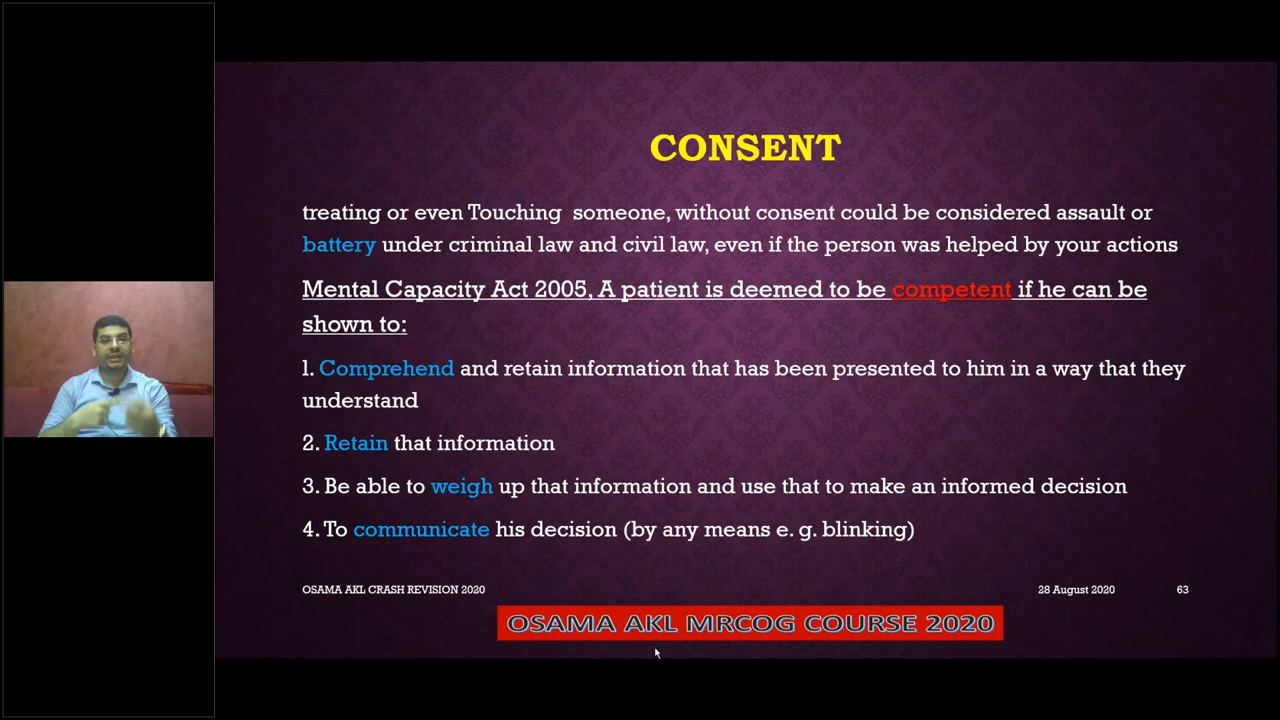 CONSENT
treating or even Touching someone, without consent could be considered assault or
battery under criminal law and civil law, even if the person was helped by your actions
Mental Capacity Act 2005, A patient is deemed to be competent if he can be
shown to:
1. Comprehend and retain information that has been presented to him in a way that they
understand
2. Retain that information
3. Be able to weigh up that information and use that to make an informed decision
4. To communicate his decision (by any means e. g. blinking)
OSAMA AKL CRASH REVISION 2020
28 August 2020
63
OSAMA AKL MRCOG COURSE 2020